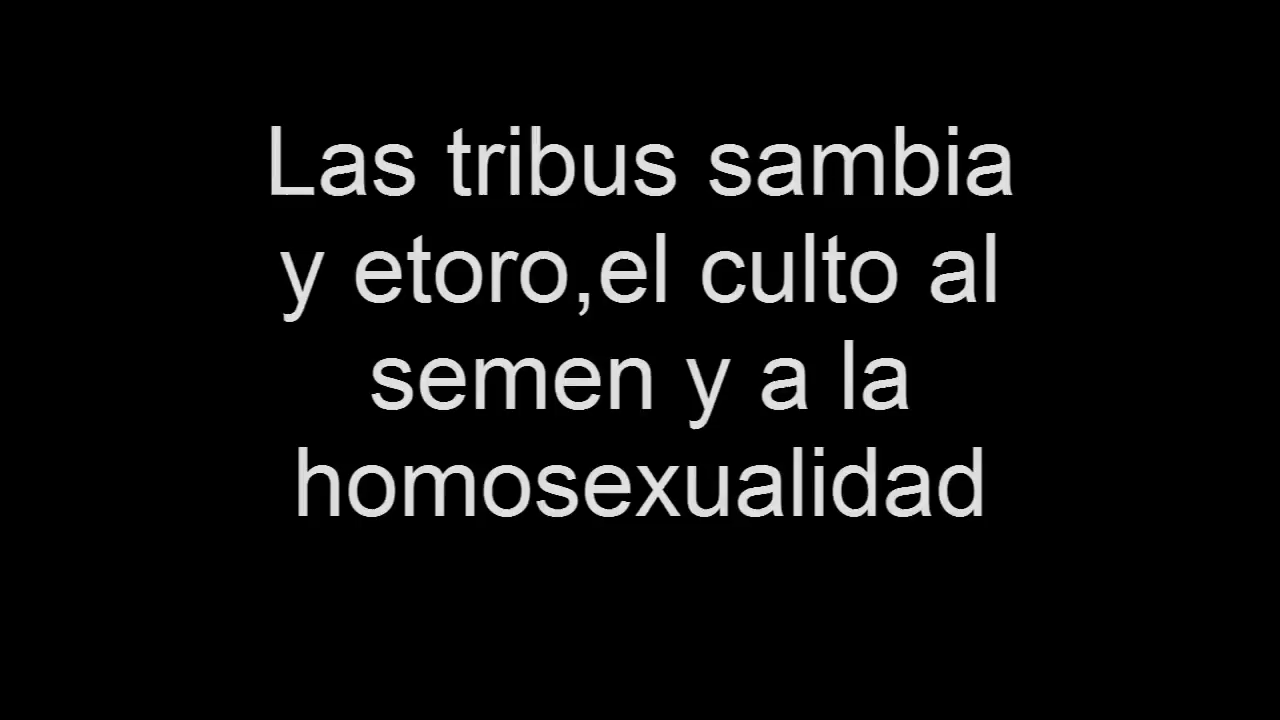 Las tribus sambia
y etoro,el culto al
semen y a la
homosexualidad